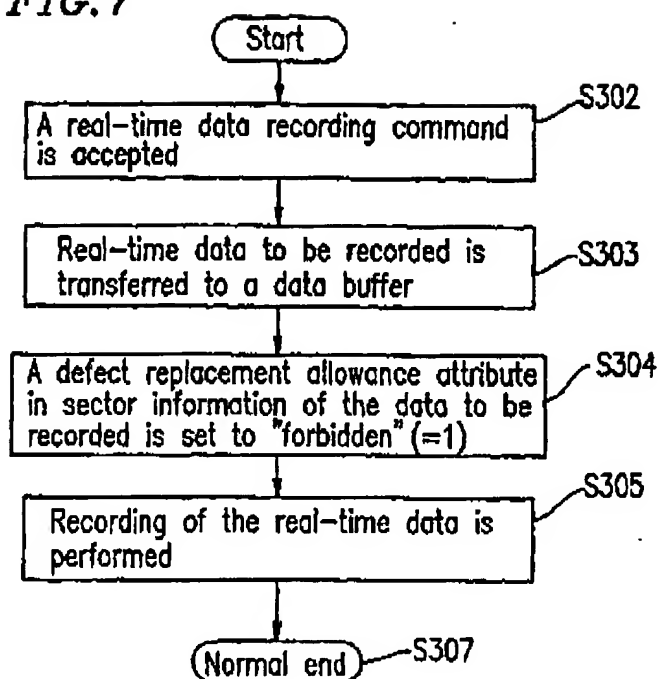 FIG. 7
Start
S302
A real-time data recording command
is accepted
S303
Real-time data to be recorded is
transferred to a data buffer
S304
A defect replacement allowance attribute
in sector information of the data to be
recorded is set to "forbidden" (=1)
S305
Recording of the real-time data is
performed
Normal end
S307